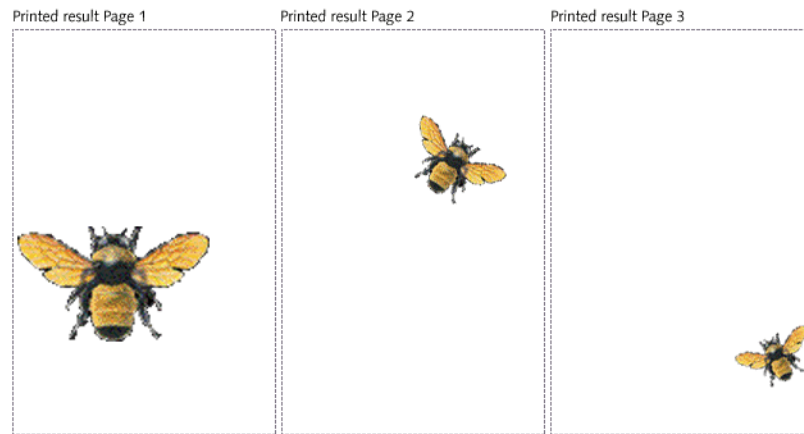 Printed result Page 1
Printed result Page 2
Printed result Page 3